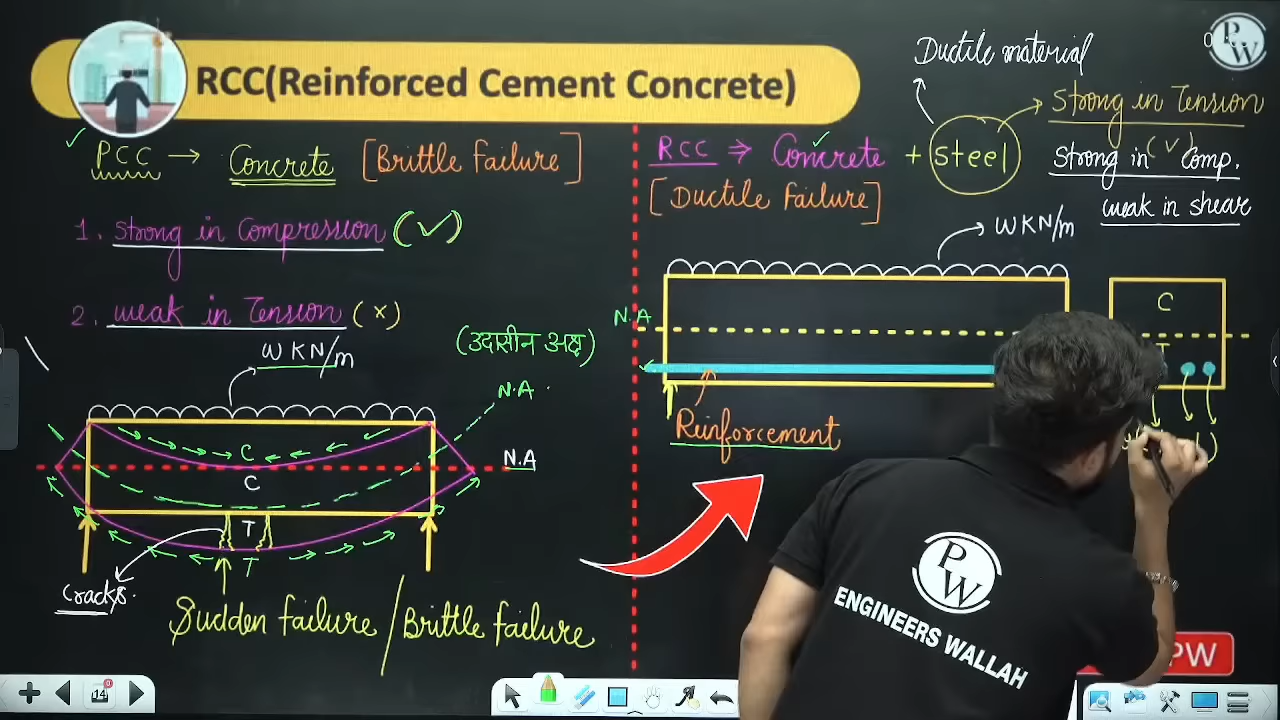 RCC(Reinforced Cement Concrete)
PCC → Concrete [Brittle Failure]
1. Strong in Compression (✓)
2. weak in Tension (×)
W KN/m
(उदासीन अक्ष)
N.A
C
N.A
C
T
T
Cracks.
Sudden failure / Brittle failure
Ductile material
Strong in Tension
RCC ⇒ Concrete + Steel
Strong in (✓) Comp.
[Ductile Failure]
weak in shear
W KN/m
N.A
C
T
Reinforcement
PW
ENGINEERS WALLAH
PW
PW
14